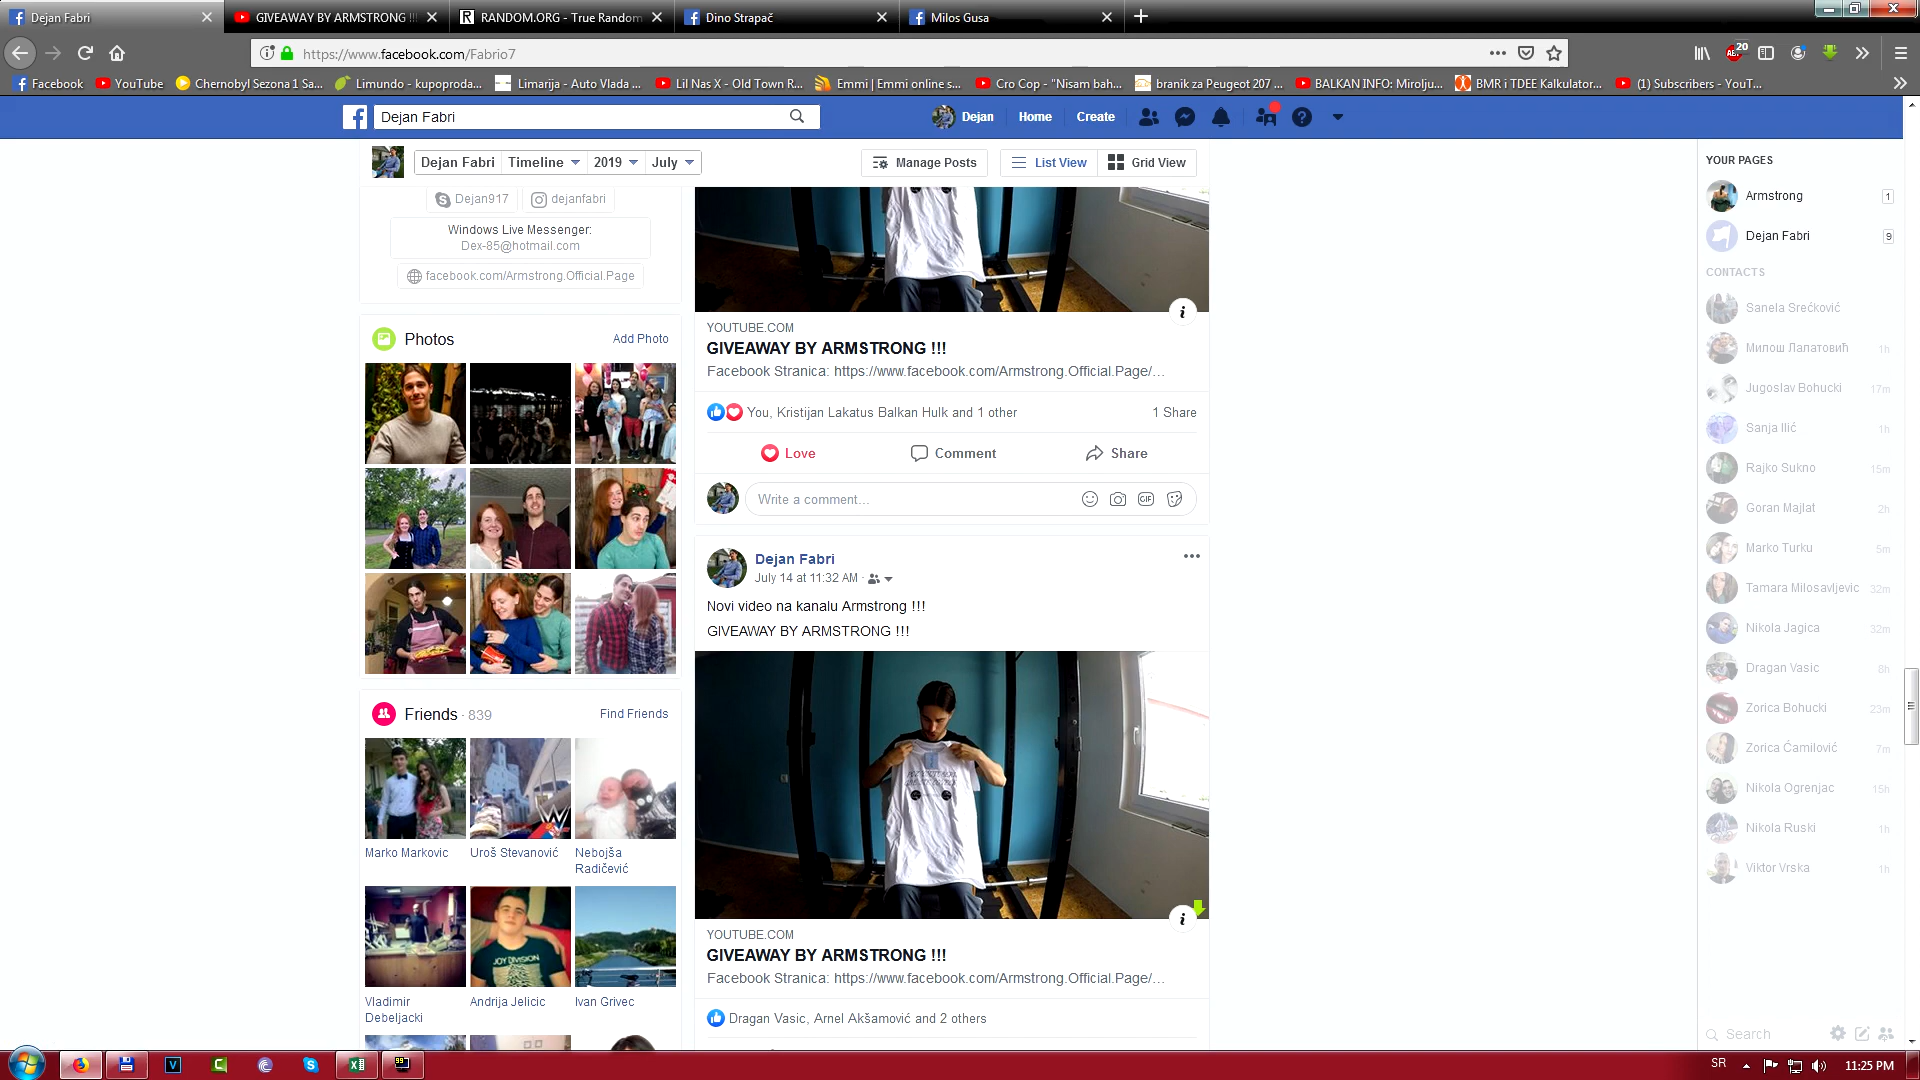 Dejan Fabri
GIVEAWAY BY ARMSTRONG !!!
RANDOM.ORG - True Random
Dino Strapač
Milos Gusa
https://www.facebook.com/Fabrio7
20
Facebook
YouTube
Chernobyl Sezona 1 Sa...
Limundo - kupoproda...
Limarija - Auto Vlada ...
Lil Nas X - Old Town R...
Emmi | Emmi online s...
Cro Cop - "Nisam bah...
branik za Peugeot 207 ...
BALKAN INFO: Mirolju...
BMR i TDEE Kalkulator...
(1) Subscribers - YouT...
Dejan Fabri
Dejan
Home
Create
Dejan Fabri
Timeline
2019
July
Manage Posts
List View
Grid View
Dejan917
dejanfabri
Windows Live Messenger:
Dex-85@hotmail.com
facebook.com/Armstrong.Official.Page
Photos
Add Photo
Friends · 839
Find Friends
Marko Markovic
Uroš Stevanović
Nebojša
Radičević
JOY DIVISION
Vladimir
Debeljacki
Andrija Jelicic
Ivan Grivec
YOUTUBE.COM
GIVEAWAY BY ARMSTRONG !!!
Facebook Stranica: https://www.facebook.com/Armstrong.Official.Page/...
You, Kristijan Lakatus Balkan Hulk and 1 other
1 Share
Love
Comment
Share
Write a comment...
GIF
Dejan Fabri
July 14 at 11:32 AM ·
Novi video na kanalu Armstrong !!!
GIVEAWAY BY ARMSTRONG !!!
YOUTUBE.COM
GIVEAWAY BY ARMSTRONG !!!
Facebook Stranica: https://www.facebook.com/Armstrong.Official.Page/...
Dragan Vasic, Arnel Akšamović and 2 others
YOUR PAGES
Armstrong
1
Dejan Fabri
9
CONTACTS
Sanela Srećković
Милош Лалатовић
1h
Jugoslav Bohucki
17m
Sanja Ilić
1h
Rajko Sukno
15m
Goran Majlat
2h
Marko Turku
5m
Tamara Milosavljevic
32m
Nikola Jagica
32m
Dragan Vasic
8h
Zorica Bohucki
23m
Zorica Ćamilović
7m
Nikola Ogrenjac
15h
Nikola Ruski
1h
Viktor Vrska
1h
Search
SR
11:25 PM